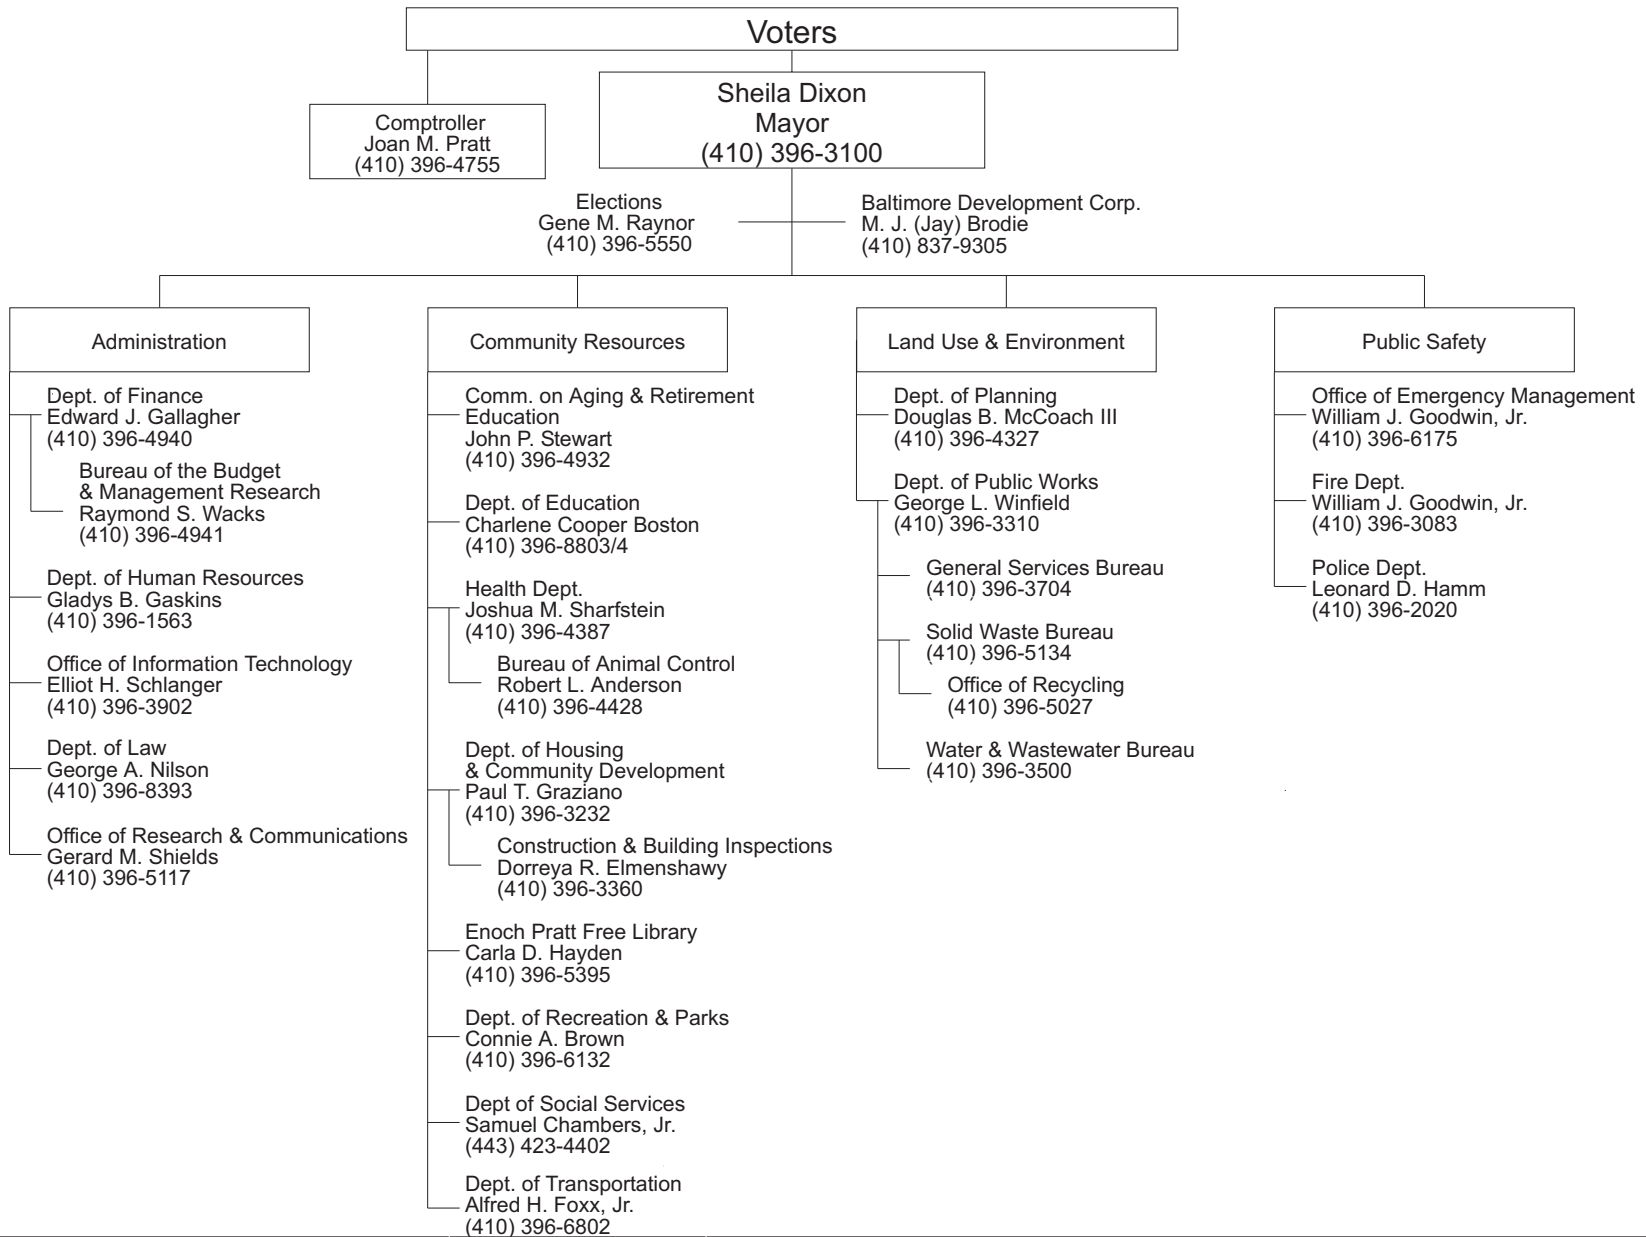 Voters
Sheila Dixon
Mayor
(410) 396-3100
Comptroller
Joan M. Pratt
(410) 396-4755
Elections
Gene M. Raynor
(410) 396-5550
Baltimore Development Corp.
M. J. (Jay) Brodie
(410) 837-9305
Administration
Dept. of Finance
Edward J. Gallagher
(410) 396-4940
Bureau of the Budget
& Management Research
Raymond S. Wacks
(410) 396-4941
Dept. of Human Resources
Gladys B. Gaskins
(410) 396-1563
Office of Information Technology
Elliot H. Schlanger
(410) 396-3902
Dept. of Law
George A. Nilson
(410) 396-8393
Office of Research & Communications
Gerard M. Shields
(410) 396-5117
Community Resources
Comm. on Aging & Retirement
Education
John P. Stewart
(410) 396-4932
Dept. of Education
Charlene Cooper Boston
(410) 396-8803/4
Health Dept.
Joshua M. Sharfstein
(410) 396-4387
Bureau of Animal Control
Robert L. Anderson
(410) 396-4428
Dept. of Housing
& Community Development
Paul T. Graziano
(410) 396-3232
Construction & Building Inspections
Dorreya R. Elmenshawy
(410) 396-3360
Enoch Pratt Free Library
Carla D. Hayden
(410) 396-5395
Dept. of Recreation & Parks
Connie A. Brown
(410) 396-6132
Dept of Social Services
Samuel Chambers, Jr.
(443) 423-4402
Dept. of Transportation
Alfred H. Foxx, Jr.
(410) 396-6802
Land Use & Environment
Dept. of Planning
Douglas B. McCoach III
(410) 396-4327
Dept. of Public Works
George L. Winfield
(410) 396-3310
General Services Bureau
(410) 396-3704
Solid Waste Bureau
(410) 396-5134
Office of Recycling
(410) 396-5027
Water & Wastewater Bureau
(410) 396-3500
Public Safety
Office of Emergency Management
William J. Goodwin, Jr.
(410) 396-6175
Fire Dept.
William J. Goodwin, Jr.
(410) 396-3083
Police Dept.
Leonard D. Hamm
(410) 396-2020